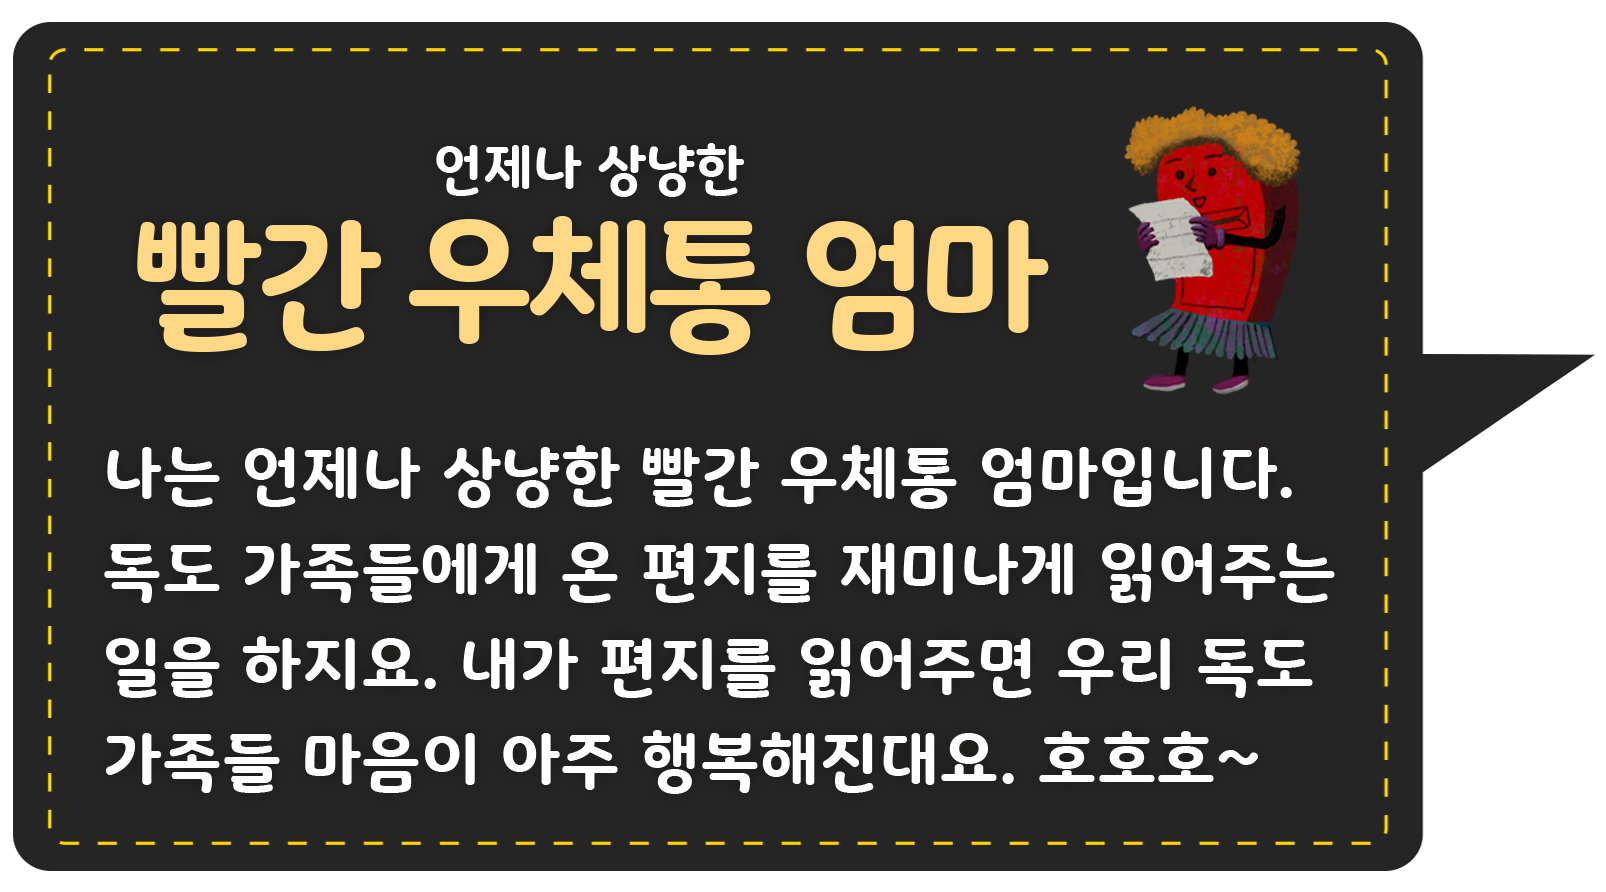 언제나 상냥한
빨간 우체통 엄마
나는 언제나 상냥한 빨간 우체통 엄마입니다.
독도 가족들에게 온 편지를 재미나게 읽어주는
일을 하지요. 내가 편지를 읽어주면 우리 독도
가족들 마음이 아주 행복해진대요. 호호호~